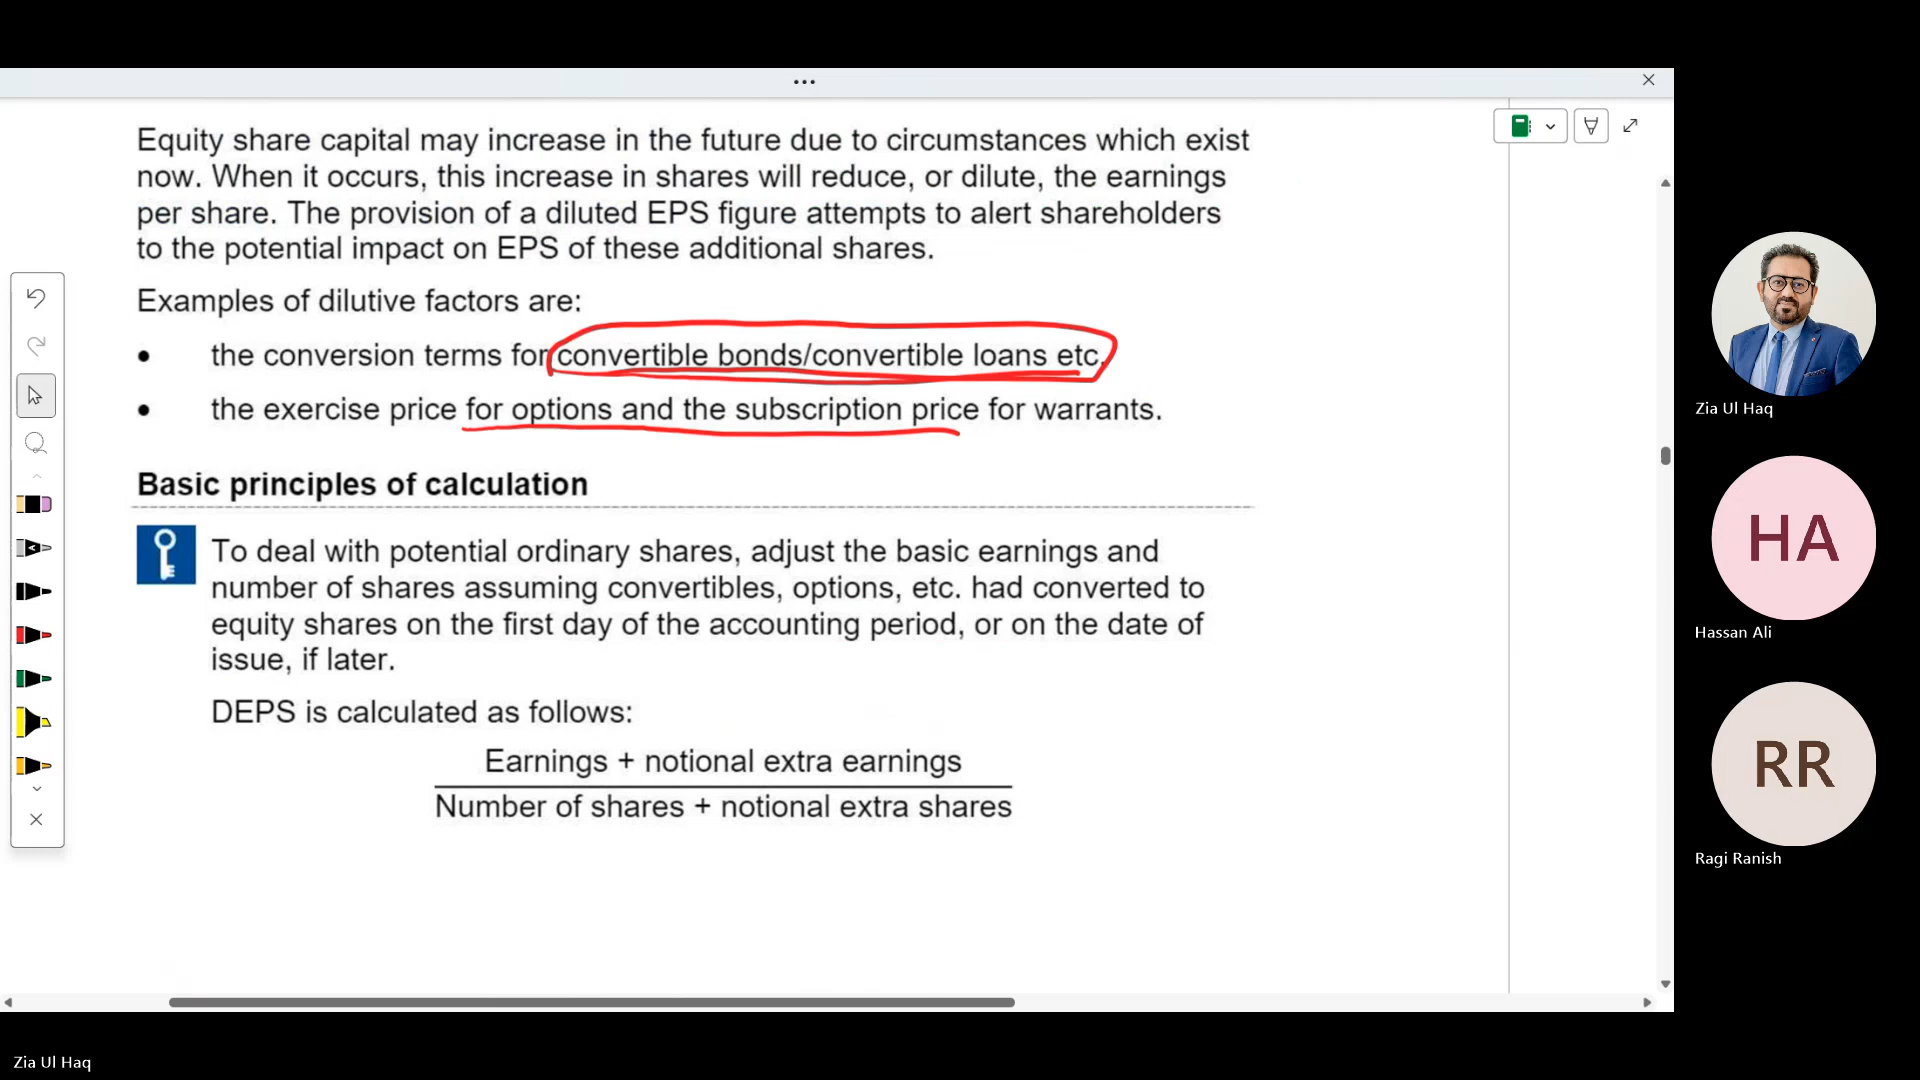 Equity share capital may increase in the future due to circumstances which exist
now. When it occurs, this increase in shares will reduce, or dilute, the earnings
per share. The provision of a diluted EPS figure attempts to alert shareholders
to the potential impact on EPS of these additional shares.
Examples of dilutive factors are:
• the conversion terms for convertible bonds/convertible loans etc.
• the exercise price for options and the subscription price for warrants.
Basic principles of calculation
To deal with potential ordinary shares, adjust the basic earnings and
number of shares assuming convertibles, options, etc. had converted to
equity shares on the first day of the accounting period, or on the date of
issue, if later.
DEPS is calculated as follows:
Earnings + notional extra earnings
Number of shares + notional extra shares
Zia Ul Haq
HA
Hassan Ali
RR
Ragi Ranish
Zia Ul Haq